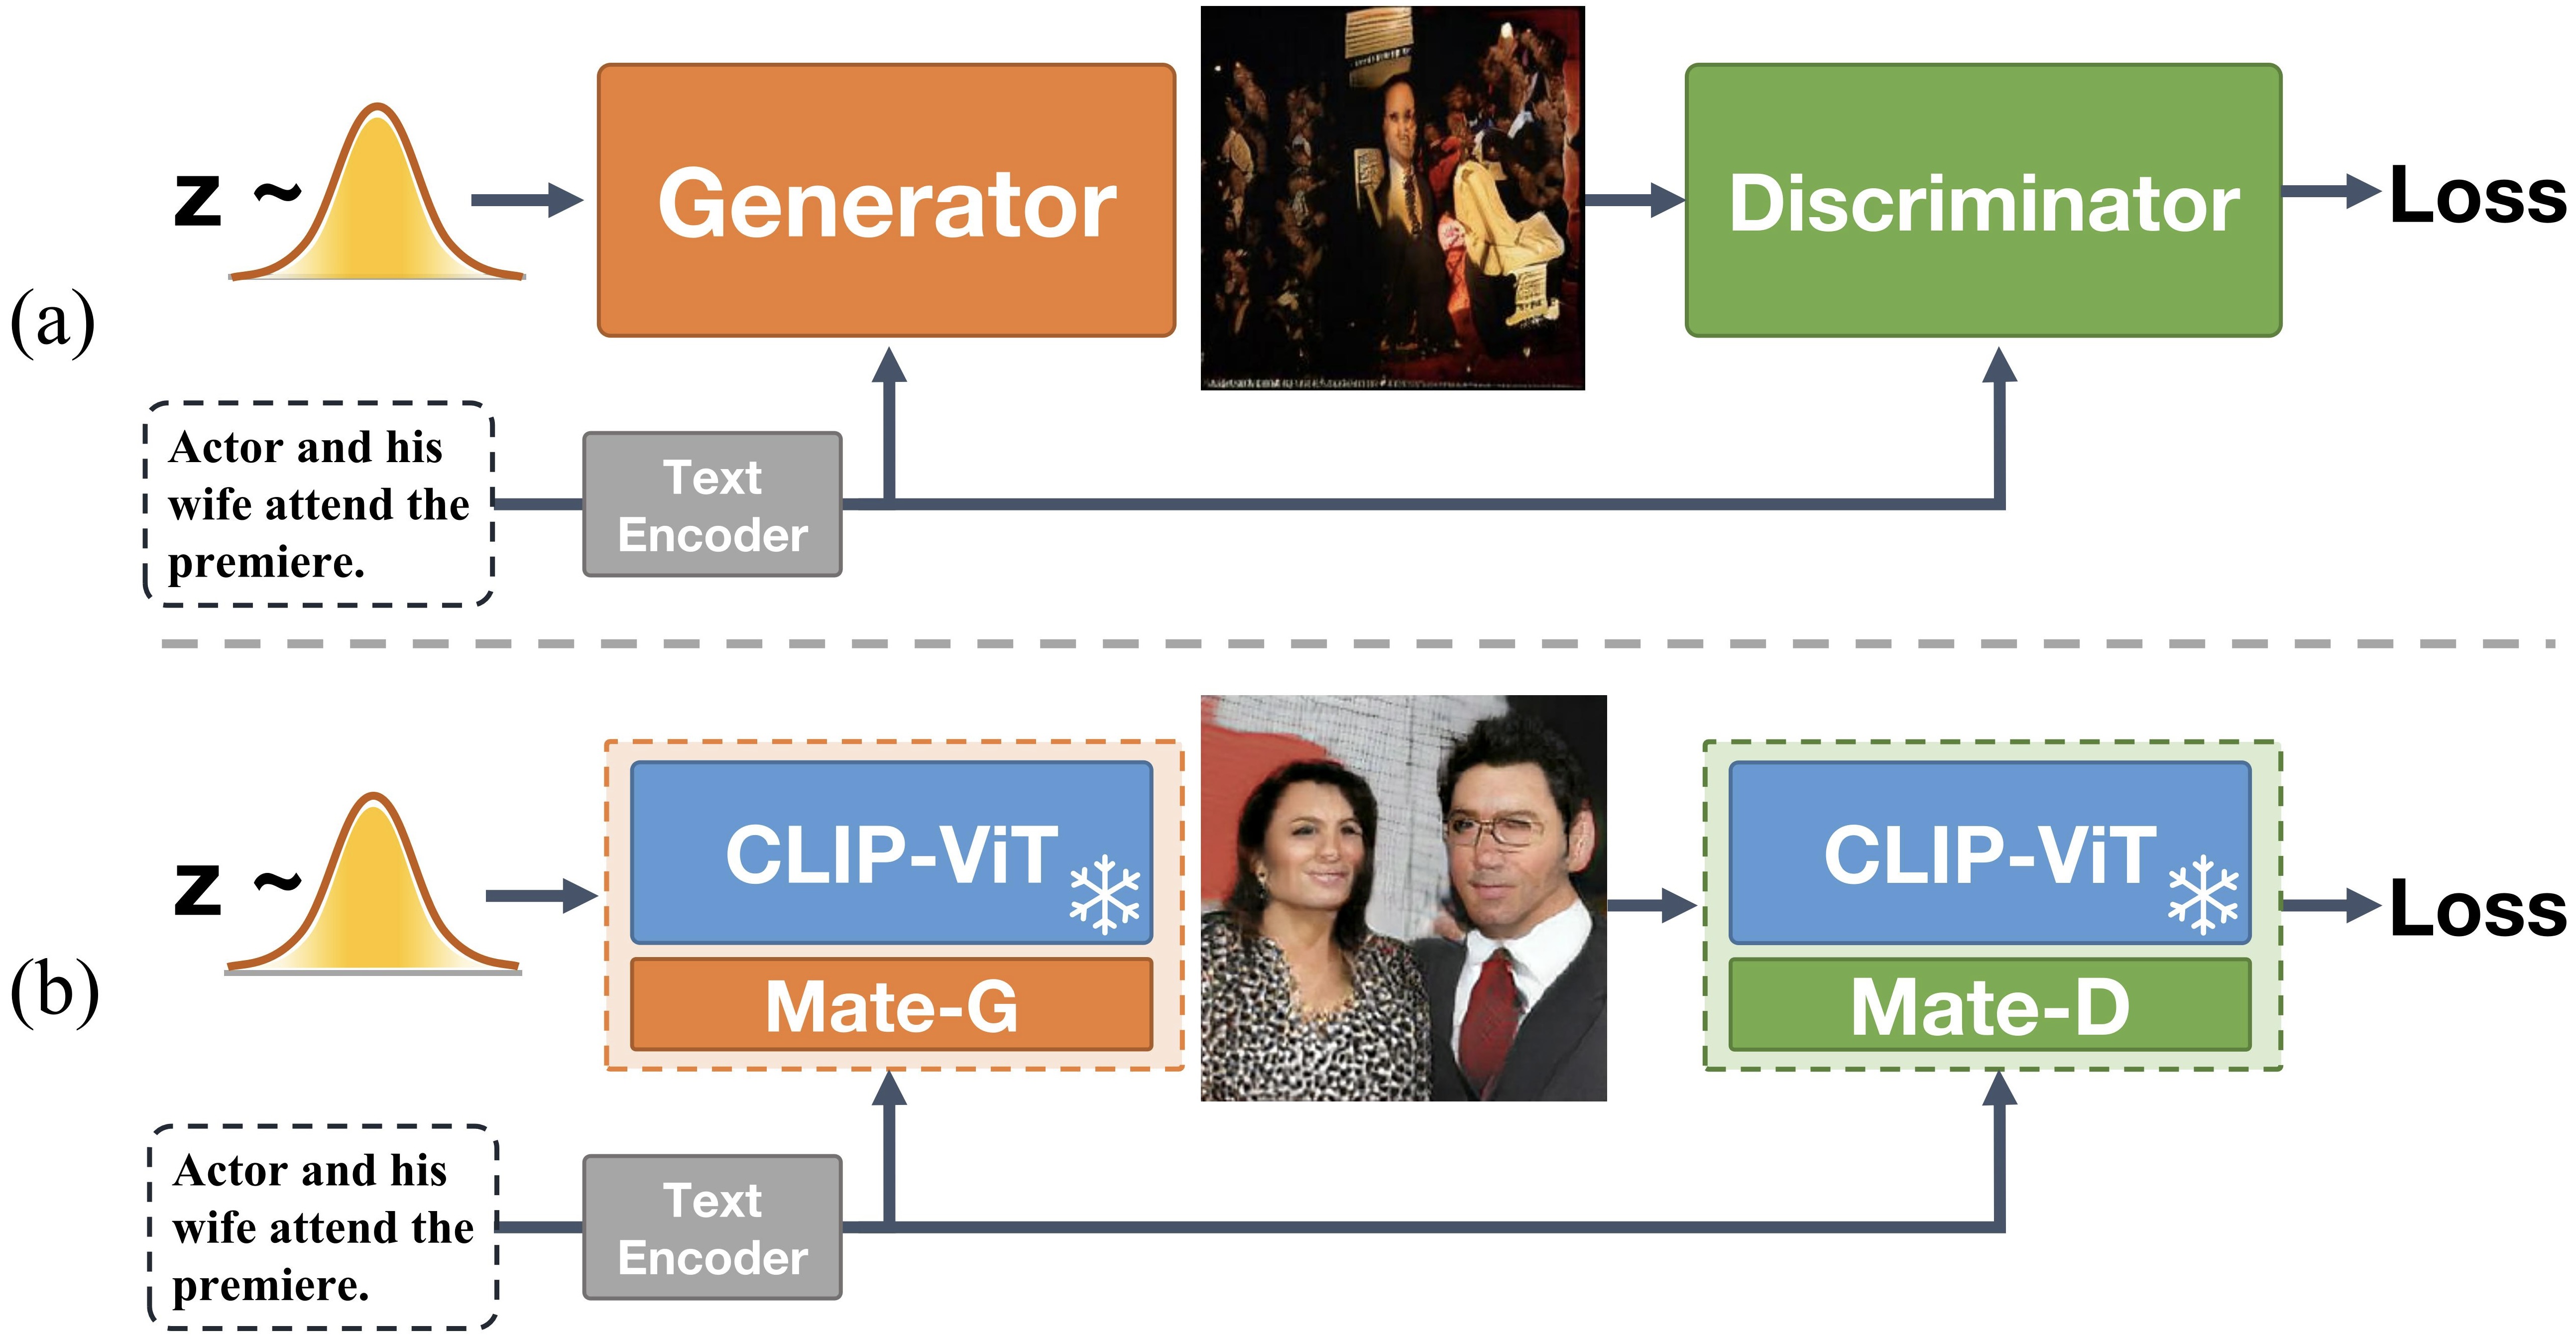 (a)
z ~
Generator
Discriminator
Loss
Actor and his
wife attend the
premiere.
Text
Encoder
(b)
z ~
CLIP-ViT
Mate-G
CLIP-ViT
Mate-D
Loss
Actor and his
wife attend the
premiere.
Text
Encoder